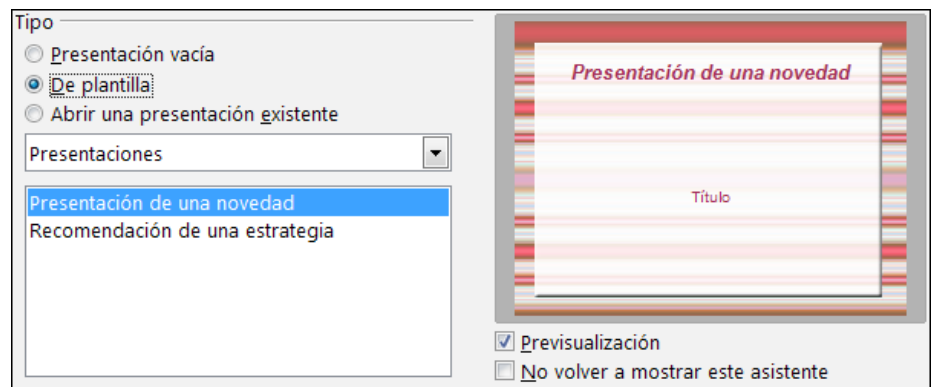 Tipo
Presentación vacía
De plantilla
Abrir una presentación existente
Presentaciones
Presentación de una novedad
Recomendación de una estrategia
Presentación de una novedad
Título
Previsualización
No volver a mostrar este asistente